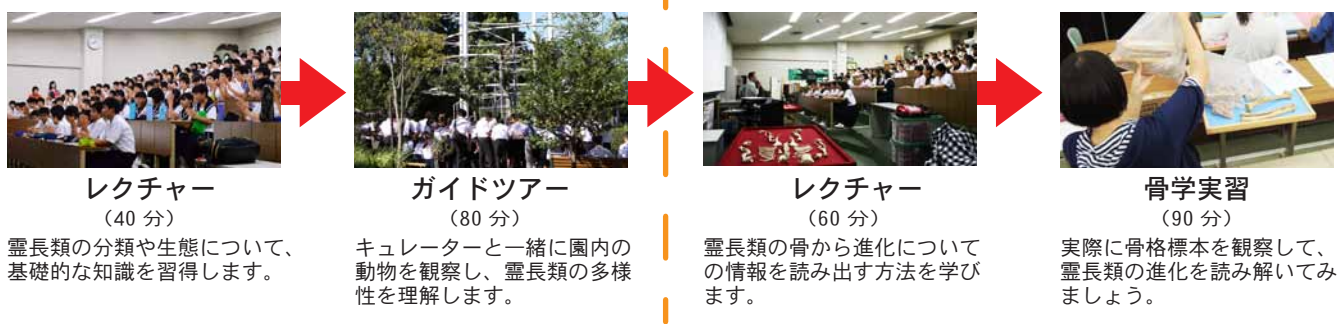 レクチャー
（40 分）
霊長類の分類や生態について、
基礎的な知識を習得します。
ガイドツアー
（80 分）
キュレーターと一緒に園内の
動物を観察し、霊長類の多様
性を理解します。
レクチャー
（60 分）
霊長類の骨から進化について
の情報を読み出す方法を学び
ます。
骨学実習
（90 分）
実際に骨格標本を観察して、
霊長類の進化を読み解いてみ
ましょう。